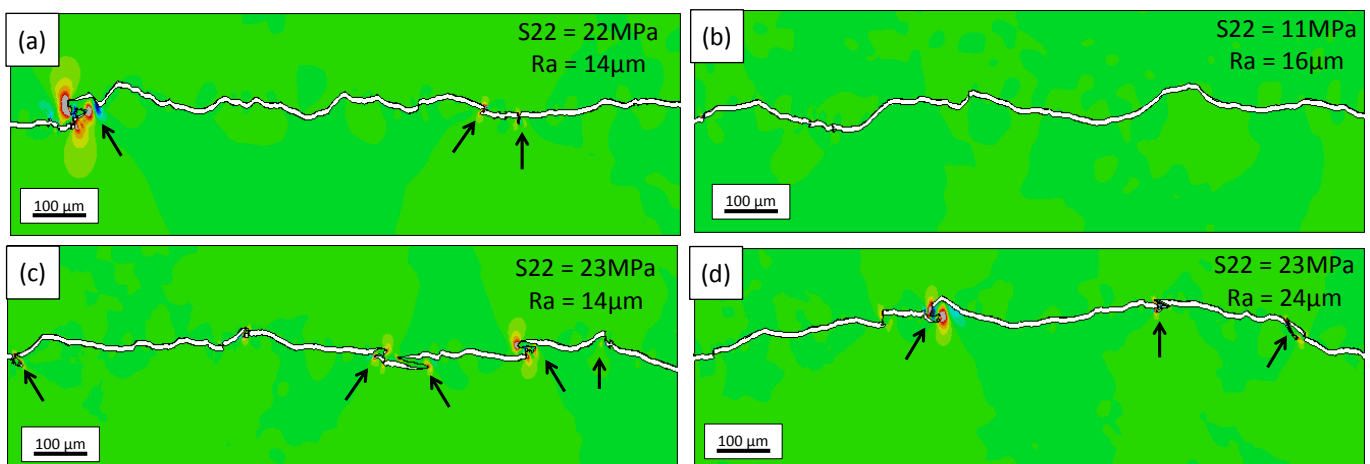 (a)
S22 = 22MPa
Ra = 14µm
100 µm
(b)
S22 = 11MPa
Ra = 16µm
100 µm
(c)
S22 = 23MPa
Ra = 14µm
100 µm
(d)
S22 = 23MPa
Ra = 24µm
100 µm